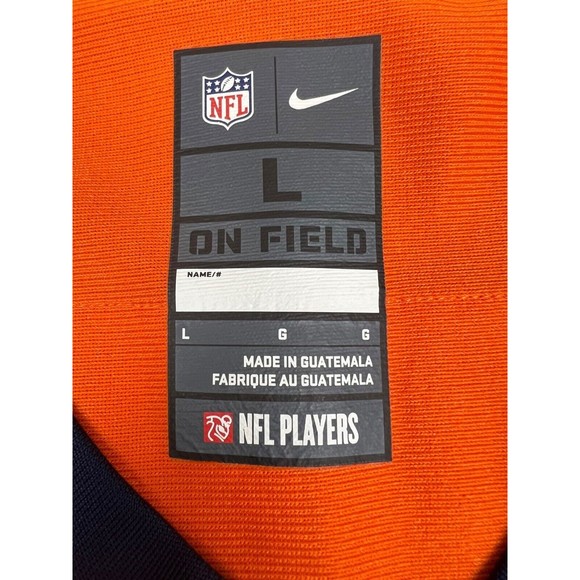 NFL
L
ON FIELD
NAME/#
L G G
MADE IN GUATEMALA
FABRIQUE AU GUATEMALA
NFL PLAYERS